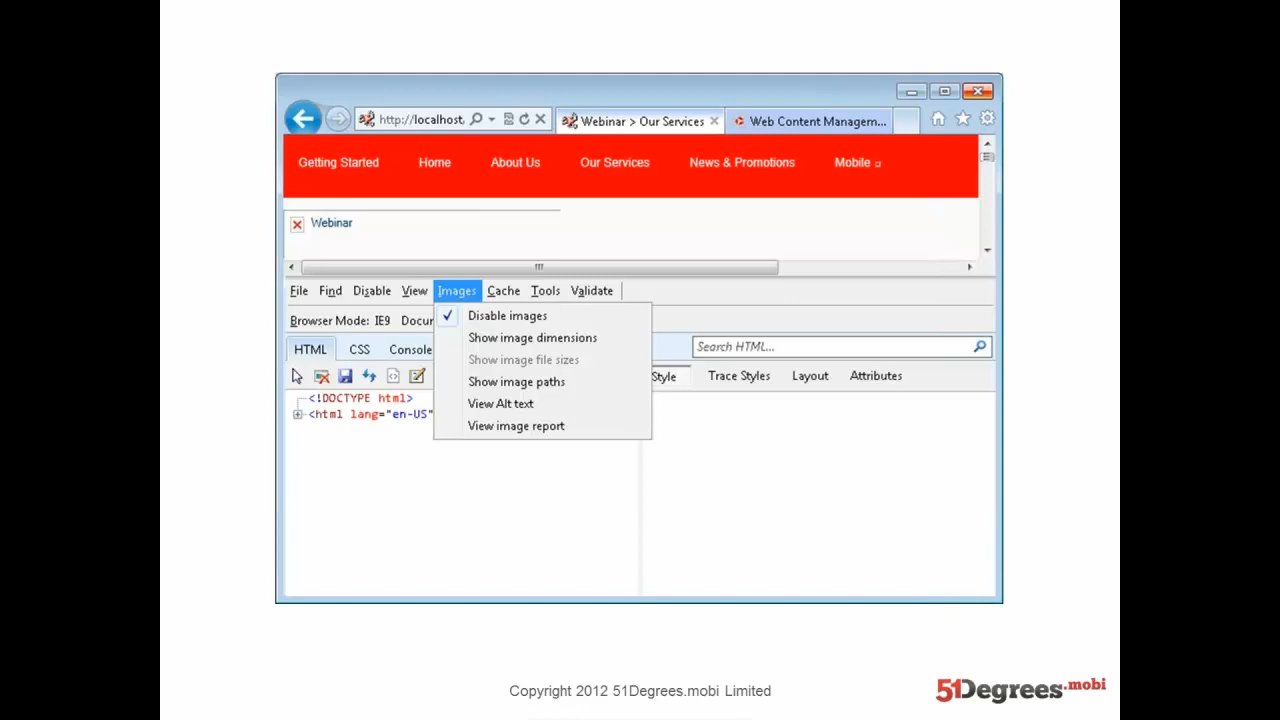 http://localhost.
Webinar > Our Services
Web Content Managem...
Getting Started Home About Us Our Services News & Promotions Mobile
Webinar
File Find Disable View Images Cache Tools Validate
Browser Mode: IE9 Docur
Disable images
Show image dimensions
Show image file sizes
Show image paths
View Alt text
View image report
HTML CSS Console
Search HTML...
Style Trace Styles Layout Attributes
<!DOCTYPE html>
<html lang="en-US"
Copyright 2012 51Degrees.mobi Limited
51Degrees.mobi